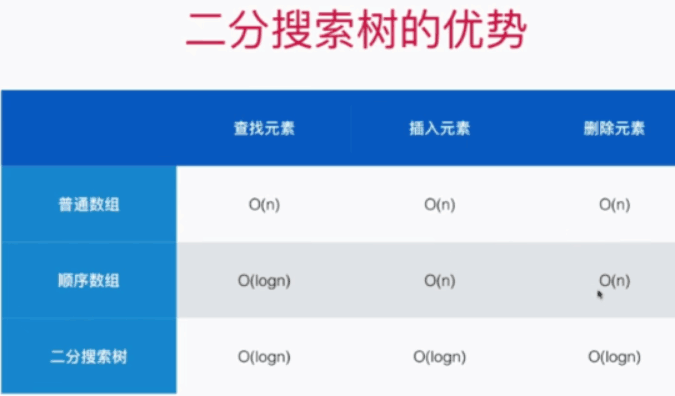 二分搜索树的优势
查找元素 插入元素 删除元素
普通数组 O(n) O(n) O(n)
顺序数组 O(logn) O(n) O(n)
二分搜索树 O(logn) O(logn) O(logn)